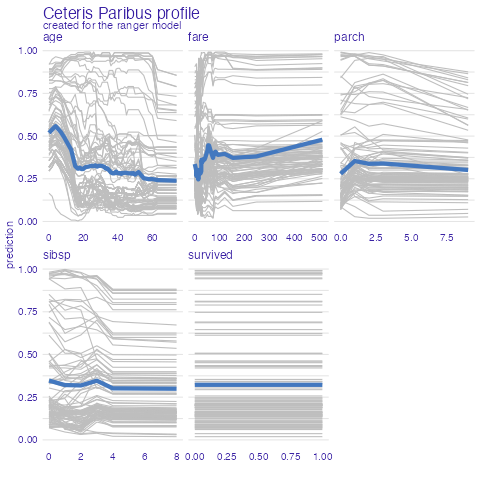 Ceteris Paribus profile
created for the ranger model
age fare parch
1.00
0.75
0.50
0.25
0.00
0 20 40 60 0 100 200 300 400 500 0.0 2.5 5.0 7.5
prediction
sibsp survived
1.00
0.75
0.50
0.25
0.00
0 2 4 6 8 0.00 0.25 0.50 0.75 1.00